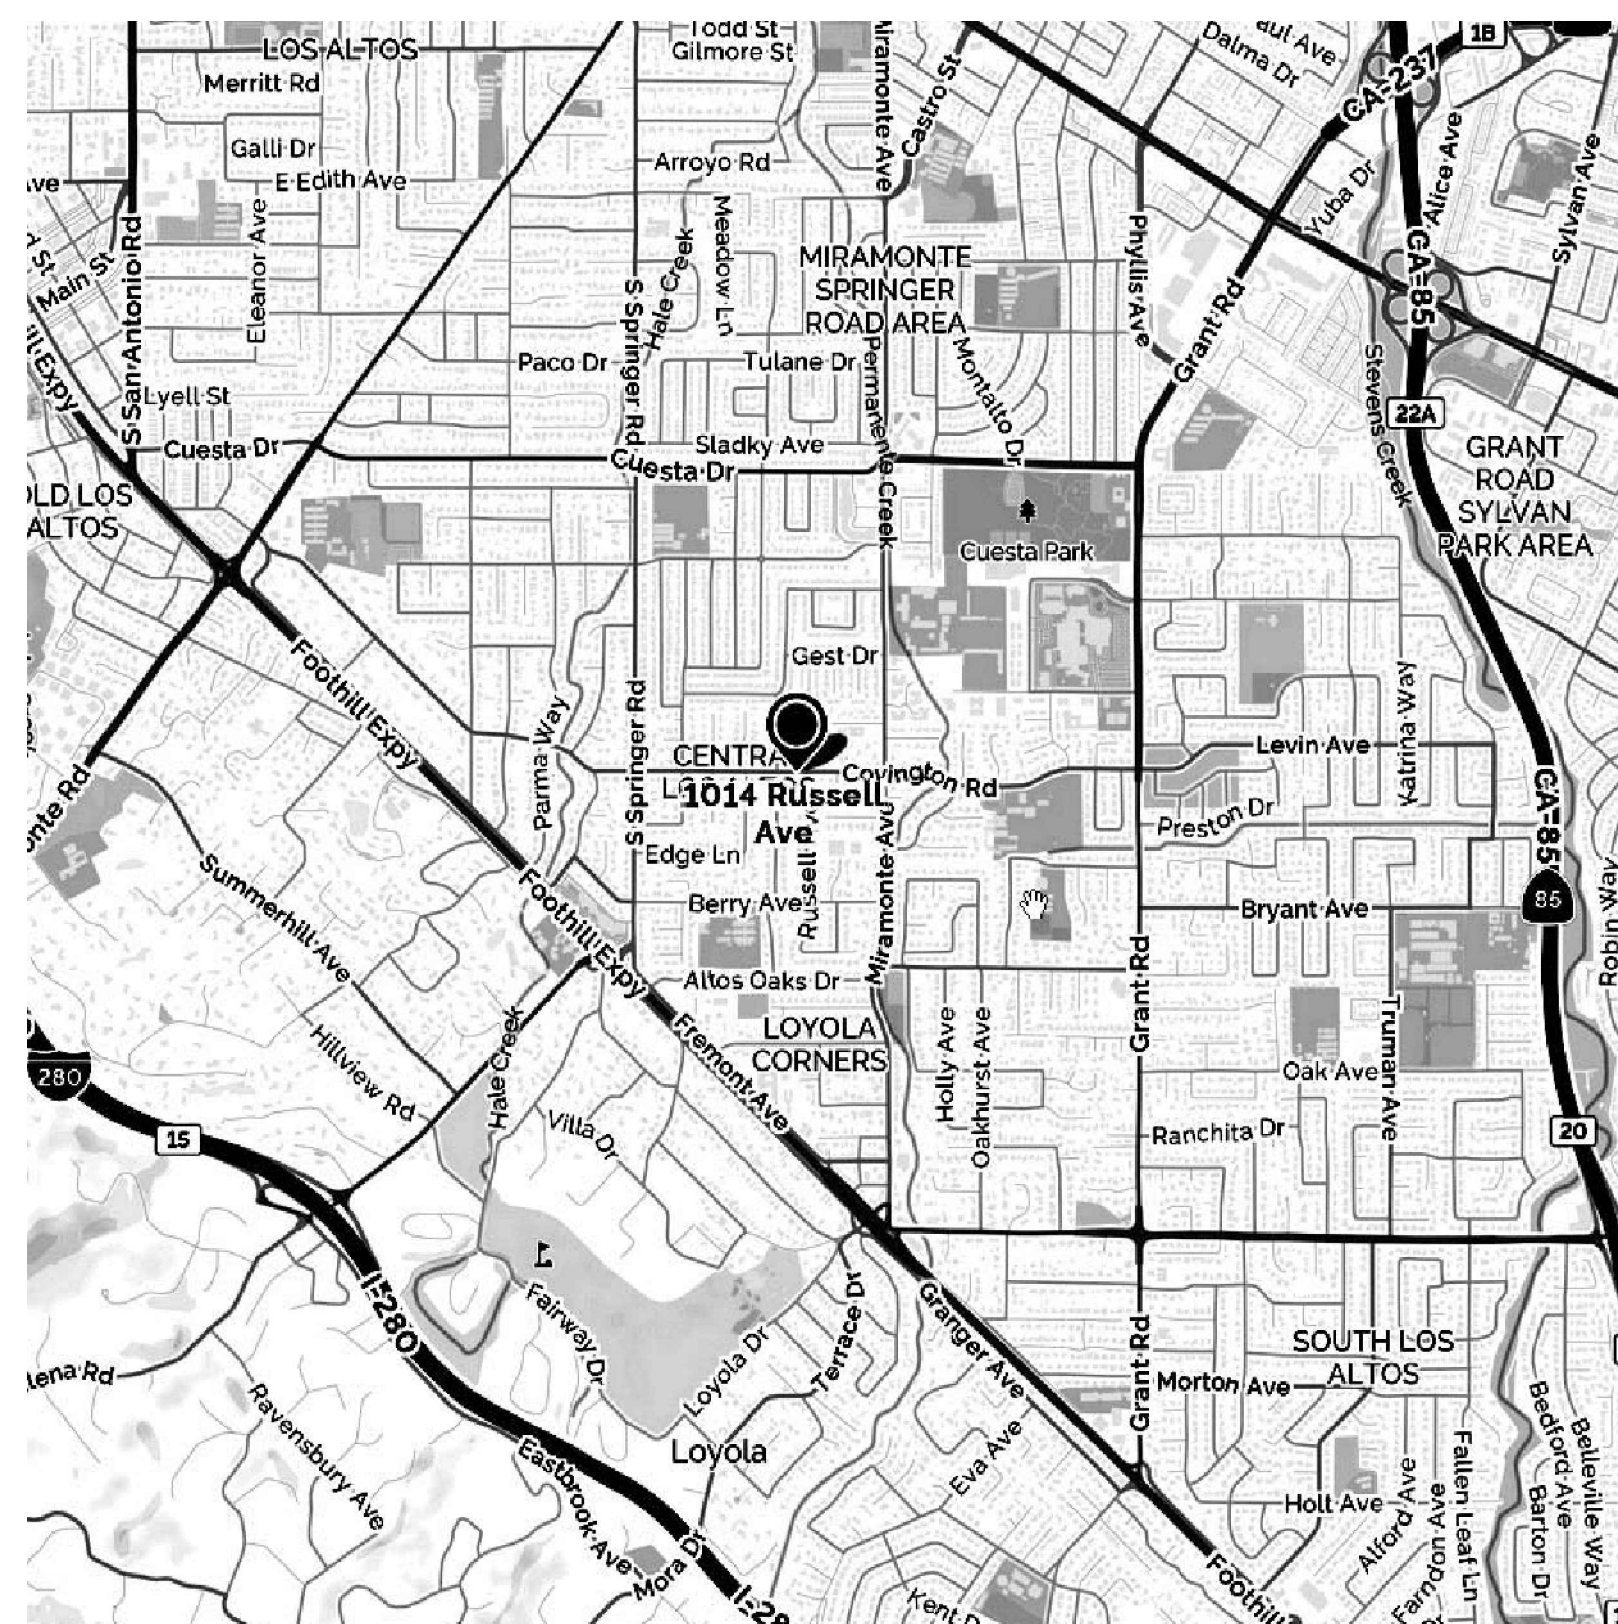 Todd St
Gilmore St
LOS ALTOS
Merritt Rd
Miramonte Ave
Castro St
Dalma Dr
1B
CA-237
Galli Dr
E Edith Ave
Arroyo Rd
Alice Ave
Sylvan Ave
Yuba Dr
Main St
S San Antonio Rd
Eleanor Ave
Hale Creek
Meadow Ln
MIRAMONTE
SPRINGER
ROAD AREA
Phyllis Ave
Grant Rd
CA-85
S Springer Rd
Paco Dr
Tulane Dr
Permanente Creek
Montalto Dr
Stevens Creek
Lyell St
22A
Cuesta Dr
Sladky Ave
Cuesta Dr
GRANT
ROAD
SYLVAN
PARK AREA
OLD LOS
ALTOS
Cuesta Park
Foothill Expy
Gest Dr
Parma Way
S Springer Rd
Katrina Way
Levin Ave
Covington Rd
1014 Russell
Ave
CA-85
Preston Dr
Edge Ln
Summerhill Ave
Foothill Expy
Berry Ave
Russell
Miramonte Ave
Bryant Ave
85
Robin Way
Altos Oaks Dr
Grant Rd
Fremont Ave
LOYOLA
CORNERS
Holly Ave
Oakhurst Ave
Truman Ave
Oak Ave
280
Hillview Rd
Hale Creek
Villa Dr
15
Ranchita Dr
20
I-280
Fairway Dr
Loyola Dr
Terrace Dr
Granger Ave
Grant Rd
SOUTH LOS
ALTOS
Morton Ave
Ravensbury Ave
Loyola
Eva Ave
Eastbrook Ave
Mora Dr
Holt Ave
Alford Ave
Farndon Ave
Fallen Leaf Ln
Bedford Ave
Barton Dr
Belleville Way